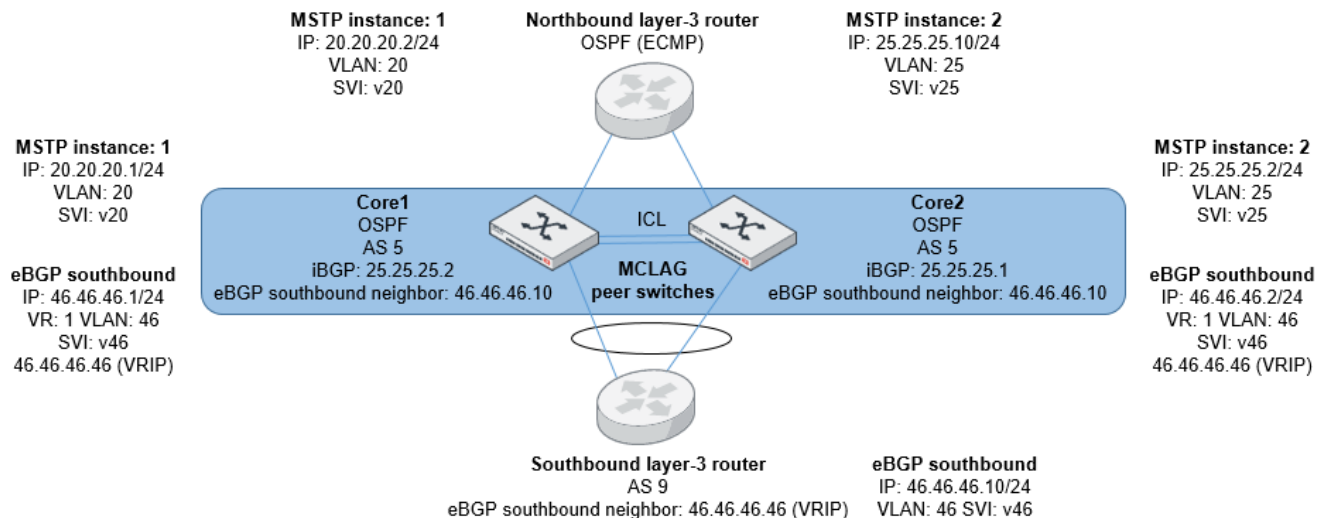 MSTP instance: 1
IP: 20.20.20.2/24
VLAN: 20
SVI: v20
Northbound layer-3 router
OSPF (ECMP)
MSTP instance: 2
IP: 25.25.25.10/24
VLAN: 25
SVI: v25
MSTP instance: 1
IP: 20.20.20.1/24
VLAN: 20
SVI: v20
eBGP southbound
IP: 46.46.46.1/24
VR: 1 VLAN: 46
SVI: v46
46.46.46.46 (VRIP)
Core1
OSPF
AS 5
iBGP: 25.25.25.2
eBGP southbound neighbor: 46.46.46.10
ICL
MCLAG
peer switches
Core2
OSPF
AS 5
iBGP: 25.25.25.1
eBGP southbound neighbor: 46.46.46.10
MSTP instance: 2
IP: 25.25.25.2/24
VLAN: 25
SVI: v25
eBGP southbound
IP: 46.46.46.2/24
VR: 1 VLAN: 46
SVI: v46
46.46.46.46 (VRIP)
Southbound layer-3 router
AS 9
eBGP southbound neighbor: 46.46.46.46 (VRIP)
eBGP southbound
IP: 46.46.46.10/24
VLAN: 46 SVI: v46